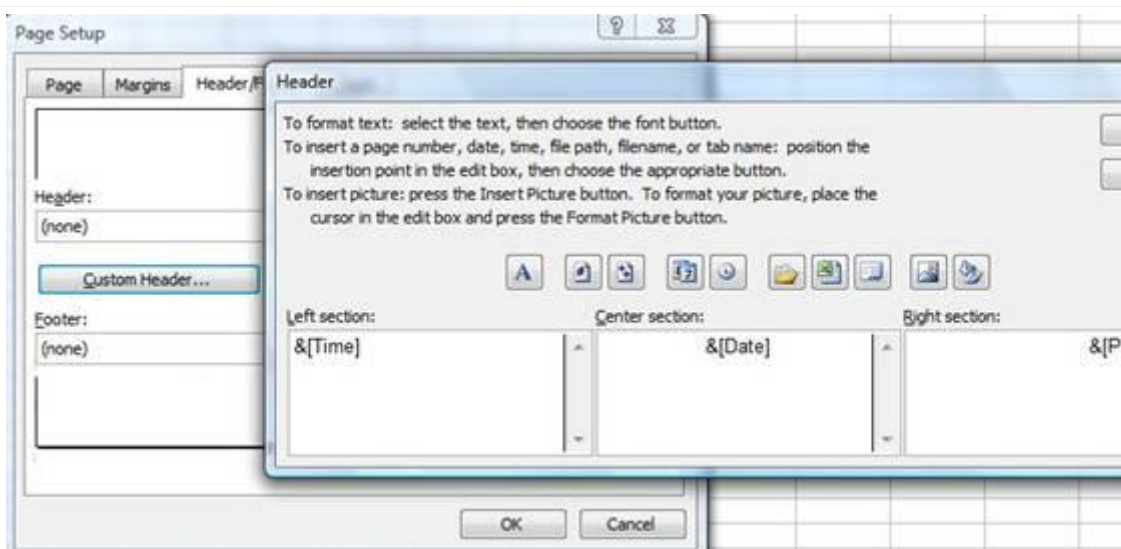 Page Setup
Page Margins Header/F
Header
To format text: select the text, then choose the font button.
To insert a page number, date, time, file path, filename, or tab name: position the
insertion point in the edit box, then choose the appropriate button.
To insert picture: press the Insert Picture button. To format your picture, place the
cursor in the edit box and press the Format Picture button.
Header:
(none)
Custom Header...
A
Footer:
(none)
Left section: Center section: Right section:
&[Time] &[Date] &[P
OK Cancel